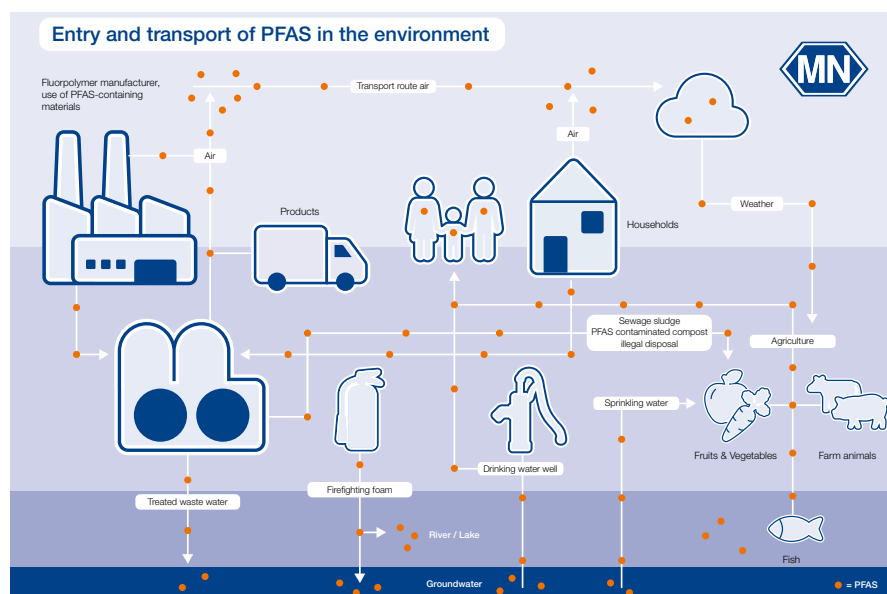 Entry and transport of PFAS in the environment
MN
Fluorpolymer manufacturer,
use of PFAS-containing
materials
Transport route air
Air
Air
Products
Households
Weather
Sewage sludge
PFAS contaminated compost
illegal disposal
Agriculture
Sprinkling water
Fruits & Vegetables
Farm animals
Drinking water well
Firefighting foam
Treated waste water
River / Lake
Fish
Groundwater
= PFAS